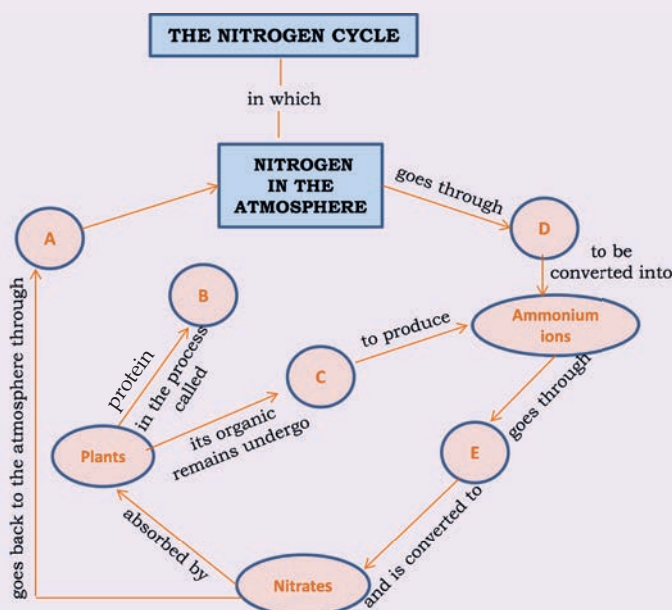 THE NITROGEN CYCLE
in which
NITROGEN
IN THE
ATMOSPHERE
goes through
D
to be
converted into
Ammonium
ions
A
B
protein
in the process
called
C
to produce
its organic
remains undergo
Plants
goes through
E
and is converted to
Nitrates
absorbed by
goes back to the atmosphere through